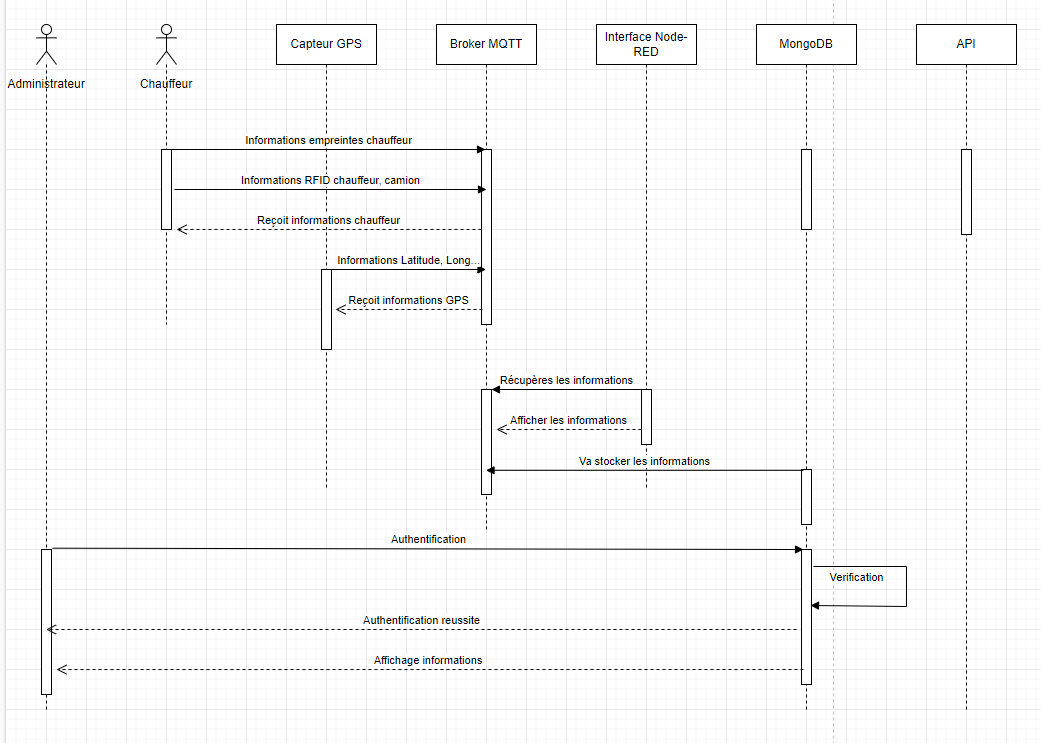 Administrateur
Chauffeur
Capteur GPS
Broker MQTT
Interface Node-
RED
MongoDB
API
Informations empreintes chauffeur
Informations RFID chauffeur, camion
Reçoit informations chauffeur
Informations Latitude, Long...
Reçoit informations GPS
Récupères les informations
Afficher les informations
Va stocker les informations
Authentification
Verification
Authentification reussite
Affichage informations